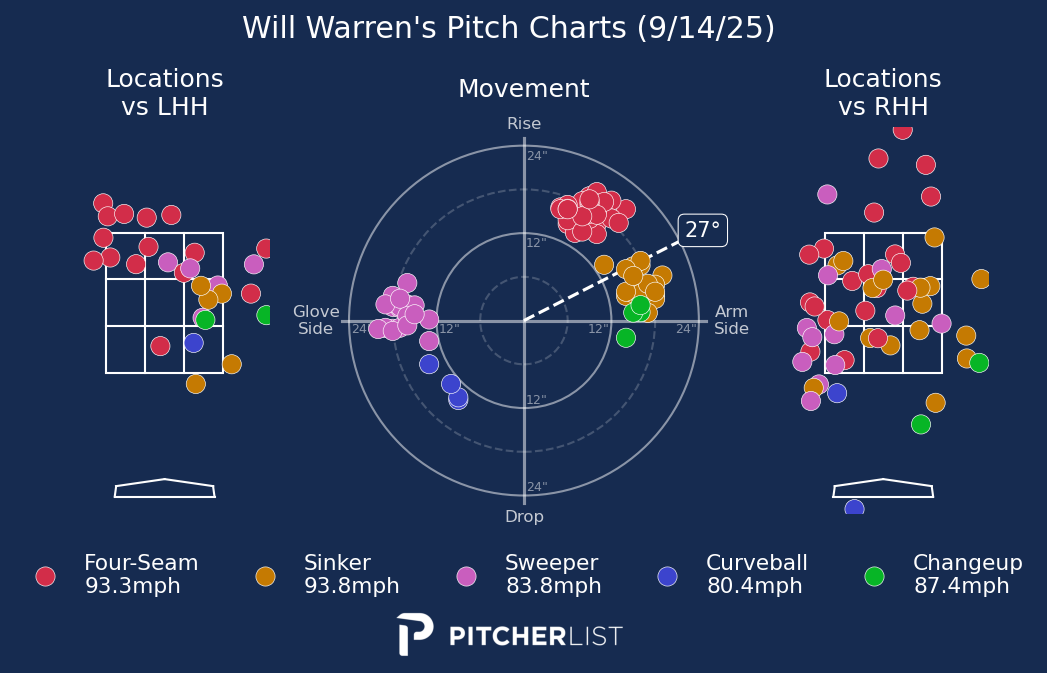 Will Warren's Pitch Charts (9/14/25)
Locations
vs LHH
Movement
Locations
vs RHH
Rise
24"
12"
27°
Glove
Side
24"
12"
12"
24"
Arm
Side
12"
24"
Drop
Four-Seam
93.3mph
Sinker
93.8mph
Sweeper
83.8mph
Curveball
80.4mph
Changeup
87.4mph
PITCHERLIST